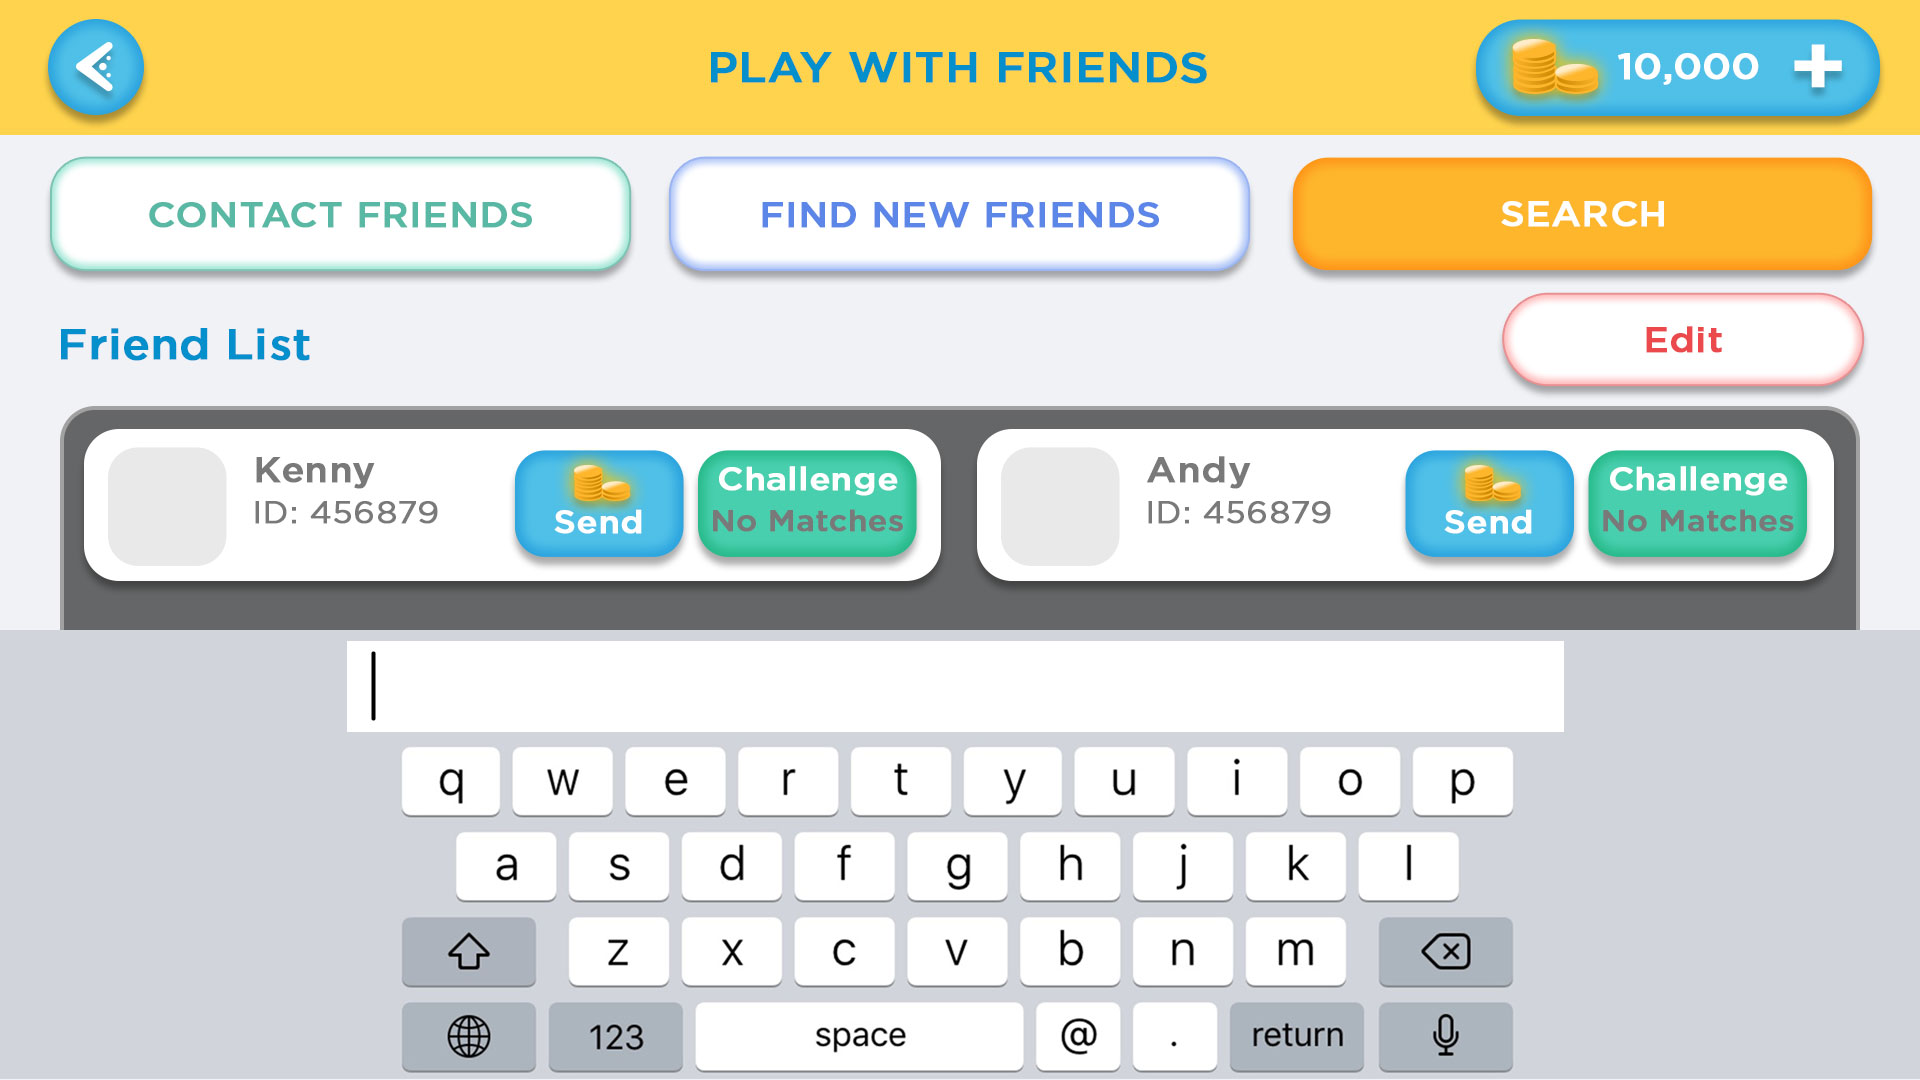 PLAY WITH FRIENDS
10,000
CONTACT FRIENDS
FIND NEW FRIENDS
SEARCH
Friend List
Edit
Kenny
ID: 456879
Send
Challenge
No Matches
Andy
ID: 456879
Send
Challenge
No Matches
q w e r t y u i o p
a s d f g h j k l
z x c v b n m
123 space @ . return